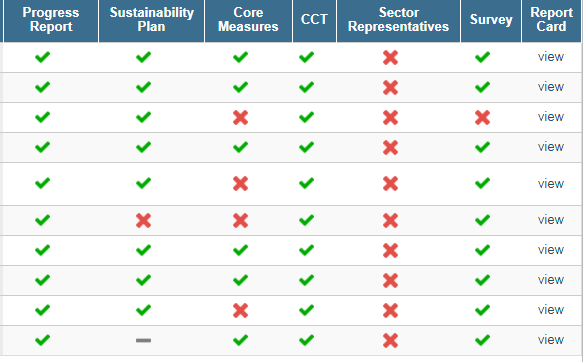 Progress Report
Sustainability Plan
Core Measures
CCT
Sector Representatives
Survey
Report Card
view
view
view
view
view
view
view
view
view
view